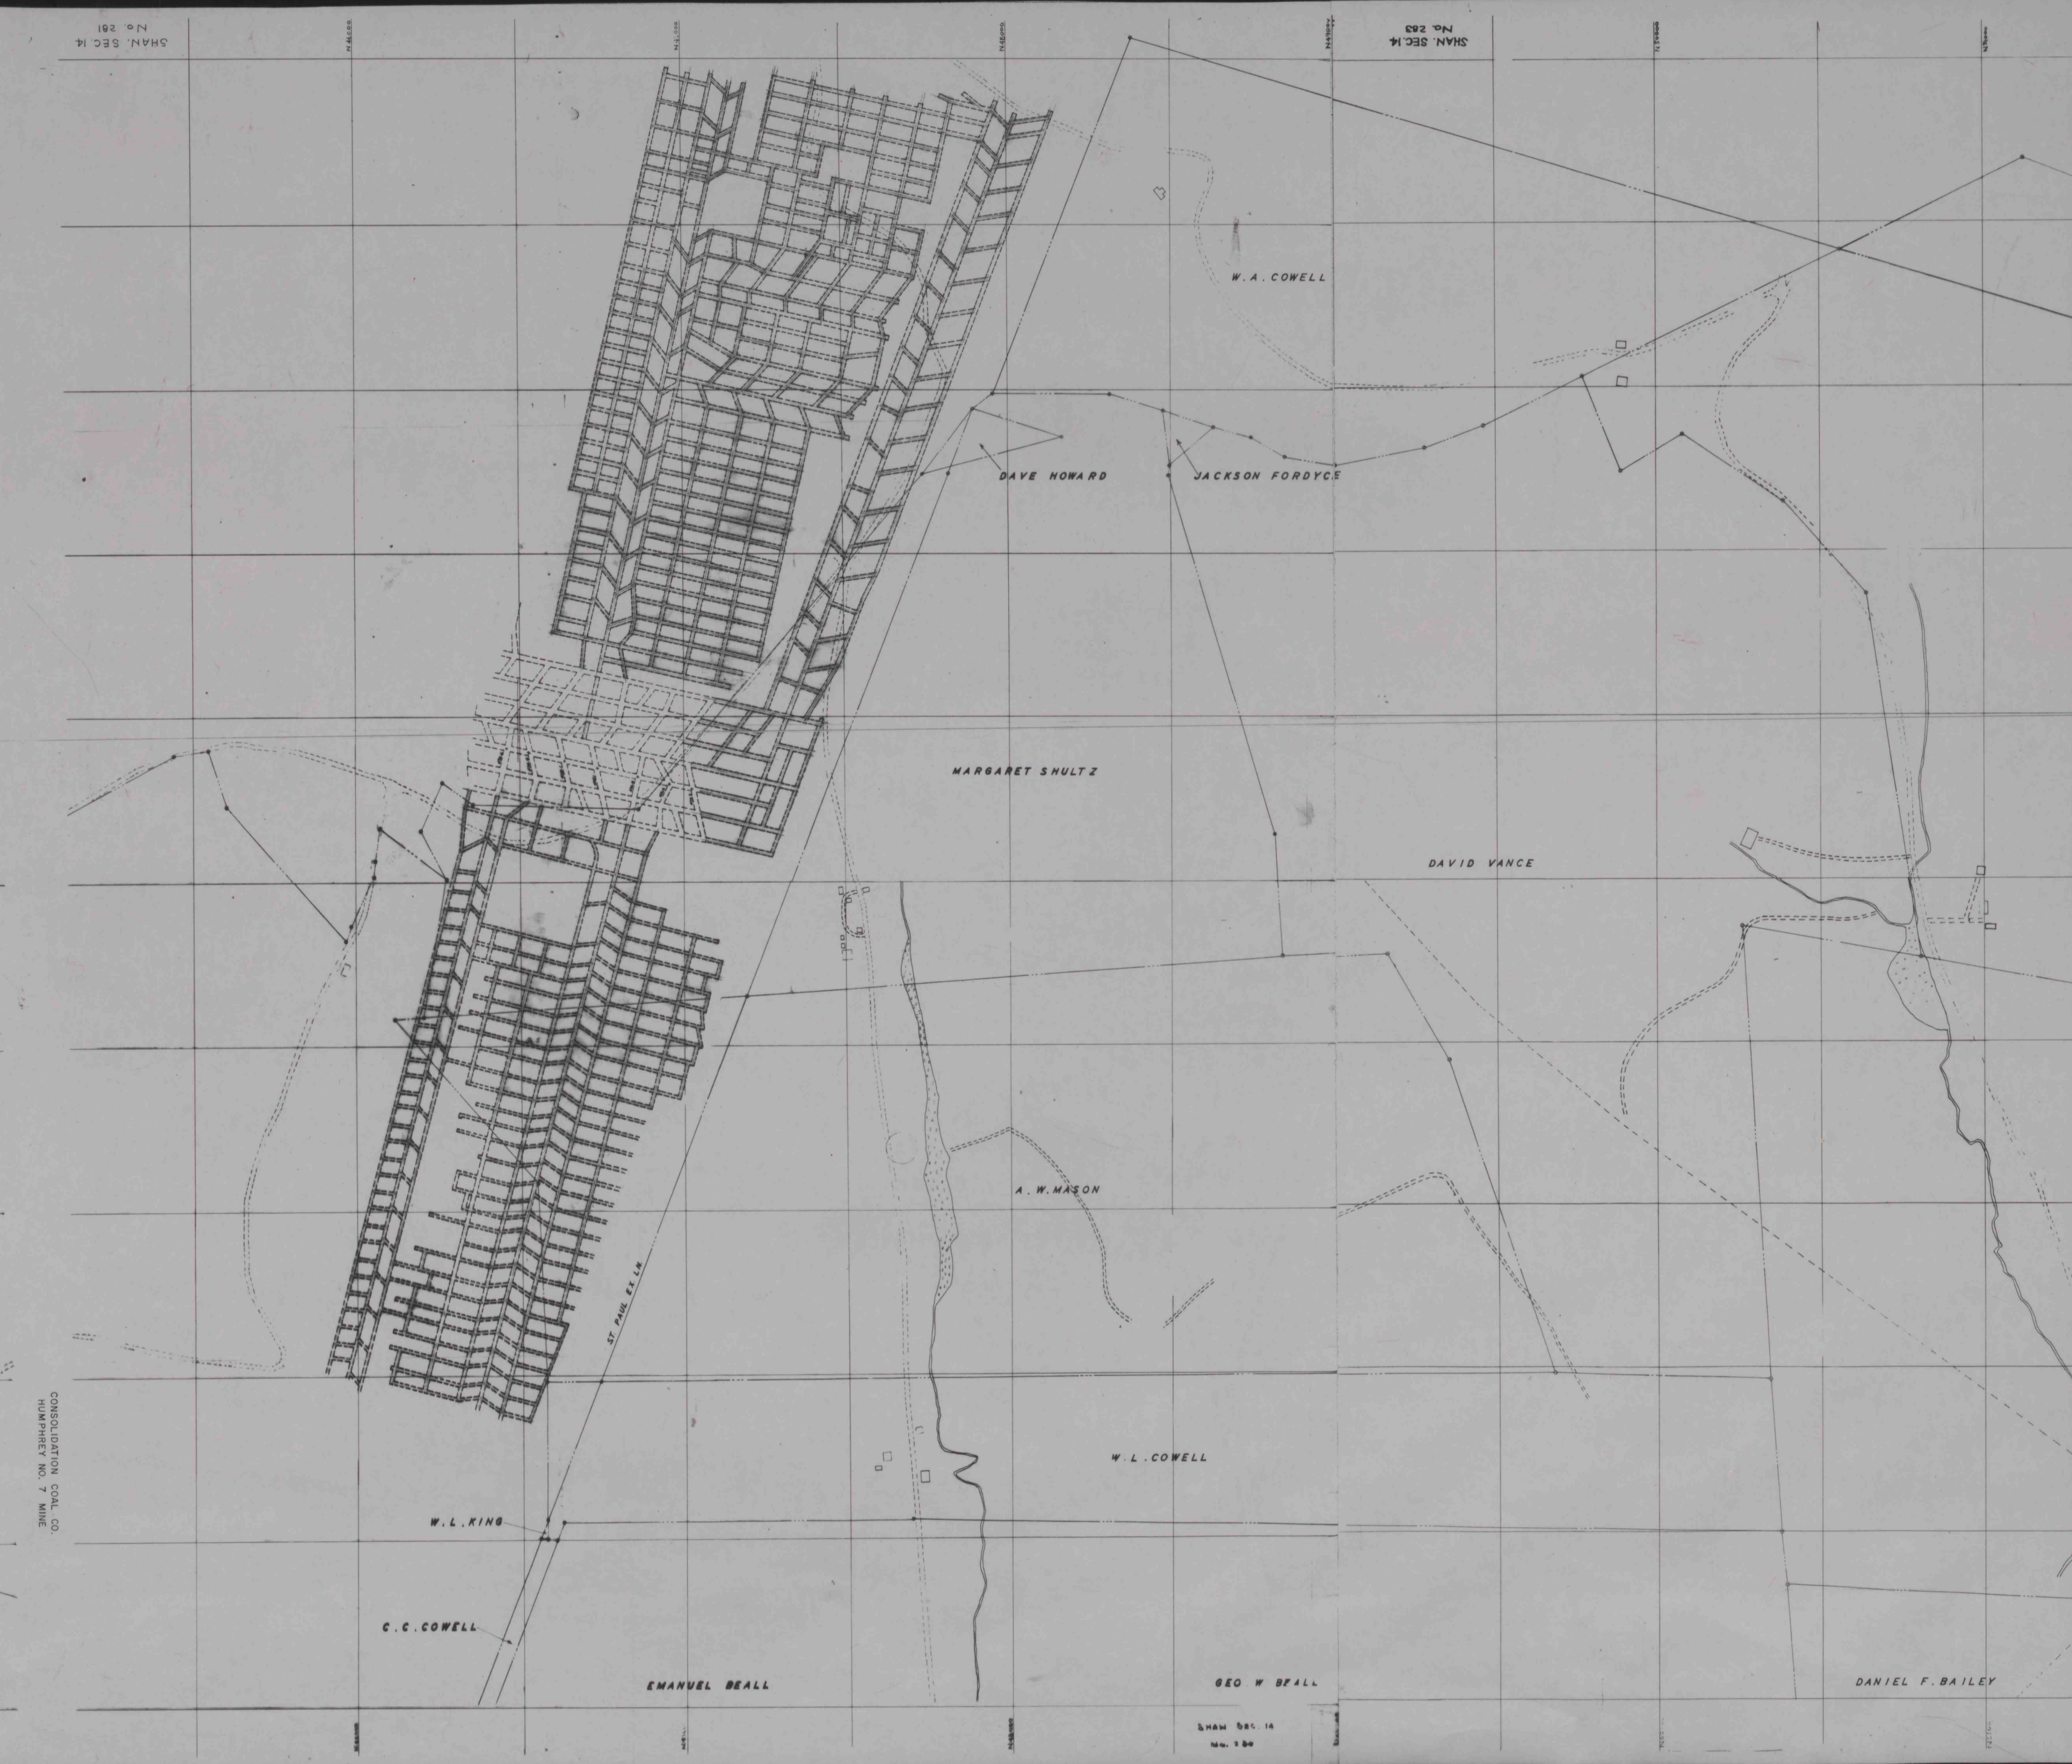 SHAN. SEC. 14
No. 281
SHAN. SEC. 14
No. 283
W. A. COWELL
DAVE HOWARD
JACKSON FORDYCE
MARGARET SHULTZ
DAVID VANCE
A. W. MASON
ST PAUL EX LN.
W. L. COWELL
W. L. KING
C. C. COWELL
EMANUEL BEALL
GEO. W BEALL
DANIEL F. BAILEY
CONSOLIDATION COAL CO.
HUMPHREY NO. 7 MINE
SHAN SEC. 14